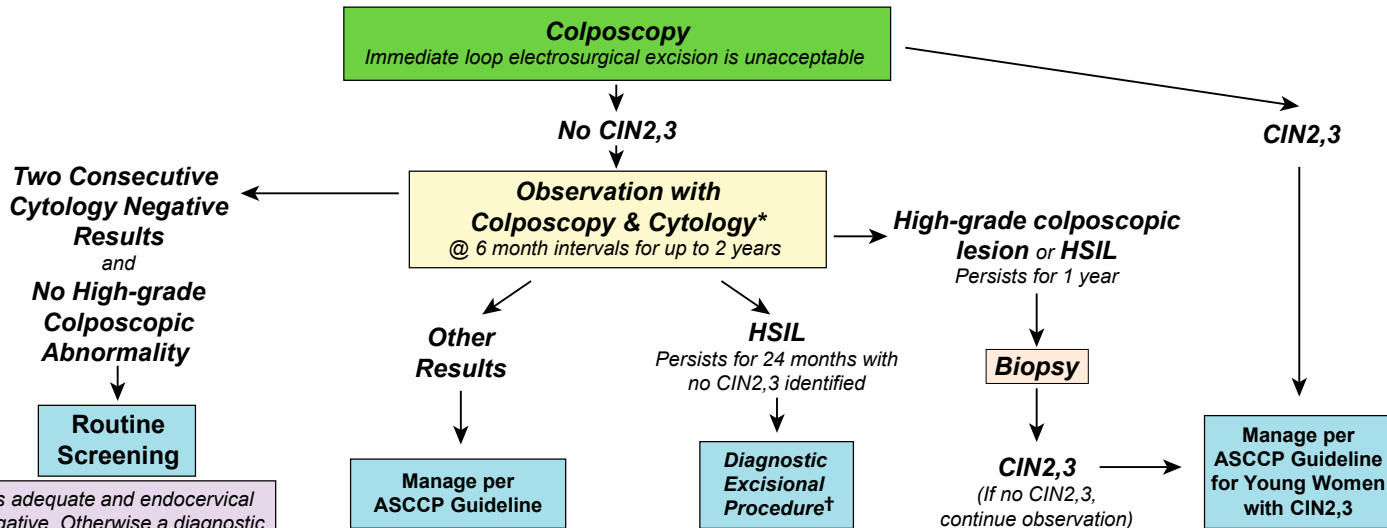 Colposcopy
Immediate loop electrosurgical excision is unacceptable
No CIN2,3
CIN2,3
Two Consecutive
Cytology Negative
Results
and
No High-grade
Colposcopic
Abnormality
Observation with
Colposcopy & Cytology*
@ 6 month intervals for up to 2 years
High-grade colposcopic
lesion or HSIL
Persists for 1 year
Other
Results
HSIL
Persists for 24 months with
no CIN2,3 identified
Biopsy
Routine
Screening
Manage per
ASCCP Guideline
Diagnostic
Excisional
Procedure†
CIN2,3
(If no CIN2,3,
continue observation)
Manage per
ASCCP Guideline
for Young Women
with CIN2,3
adequate and endocervical
Otherwise a diagnostic